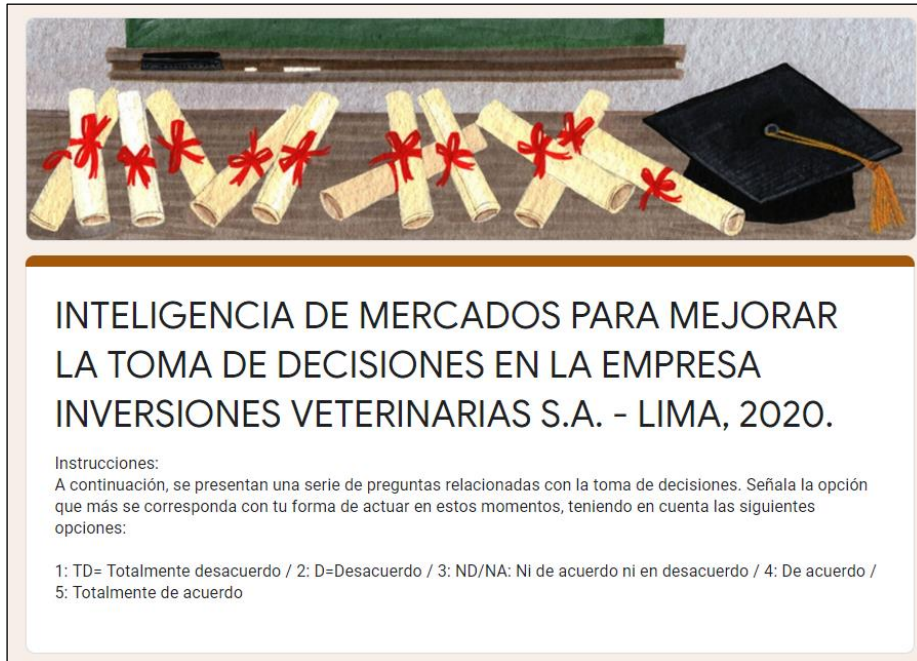 INTELIGENCIA DE MERCADOS PARA MEJORAR
LA TOMA DE DECISIONES EN LA EMPRESA
INVERSIONES VETERINARIAS S.A. - LIMA, 2020.
Instrucciones:
A continuación, se presentan una serie de preguntas relacionadas con la toma de decisiones. Señala la opción
que más se corresponda con tu forma de actuar en estos momentos, teniendo en cuenta las siguientes
opciones:
1: TD= Totalmente desacuerdo / 2: D=Desacuerdo / 3: ND/NA: Ni de acuerdo ni en desacuerdo / 4: De acuerdo /
5: Totalmente de acuerdo